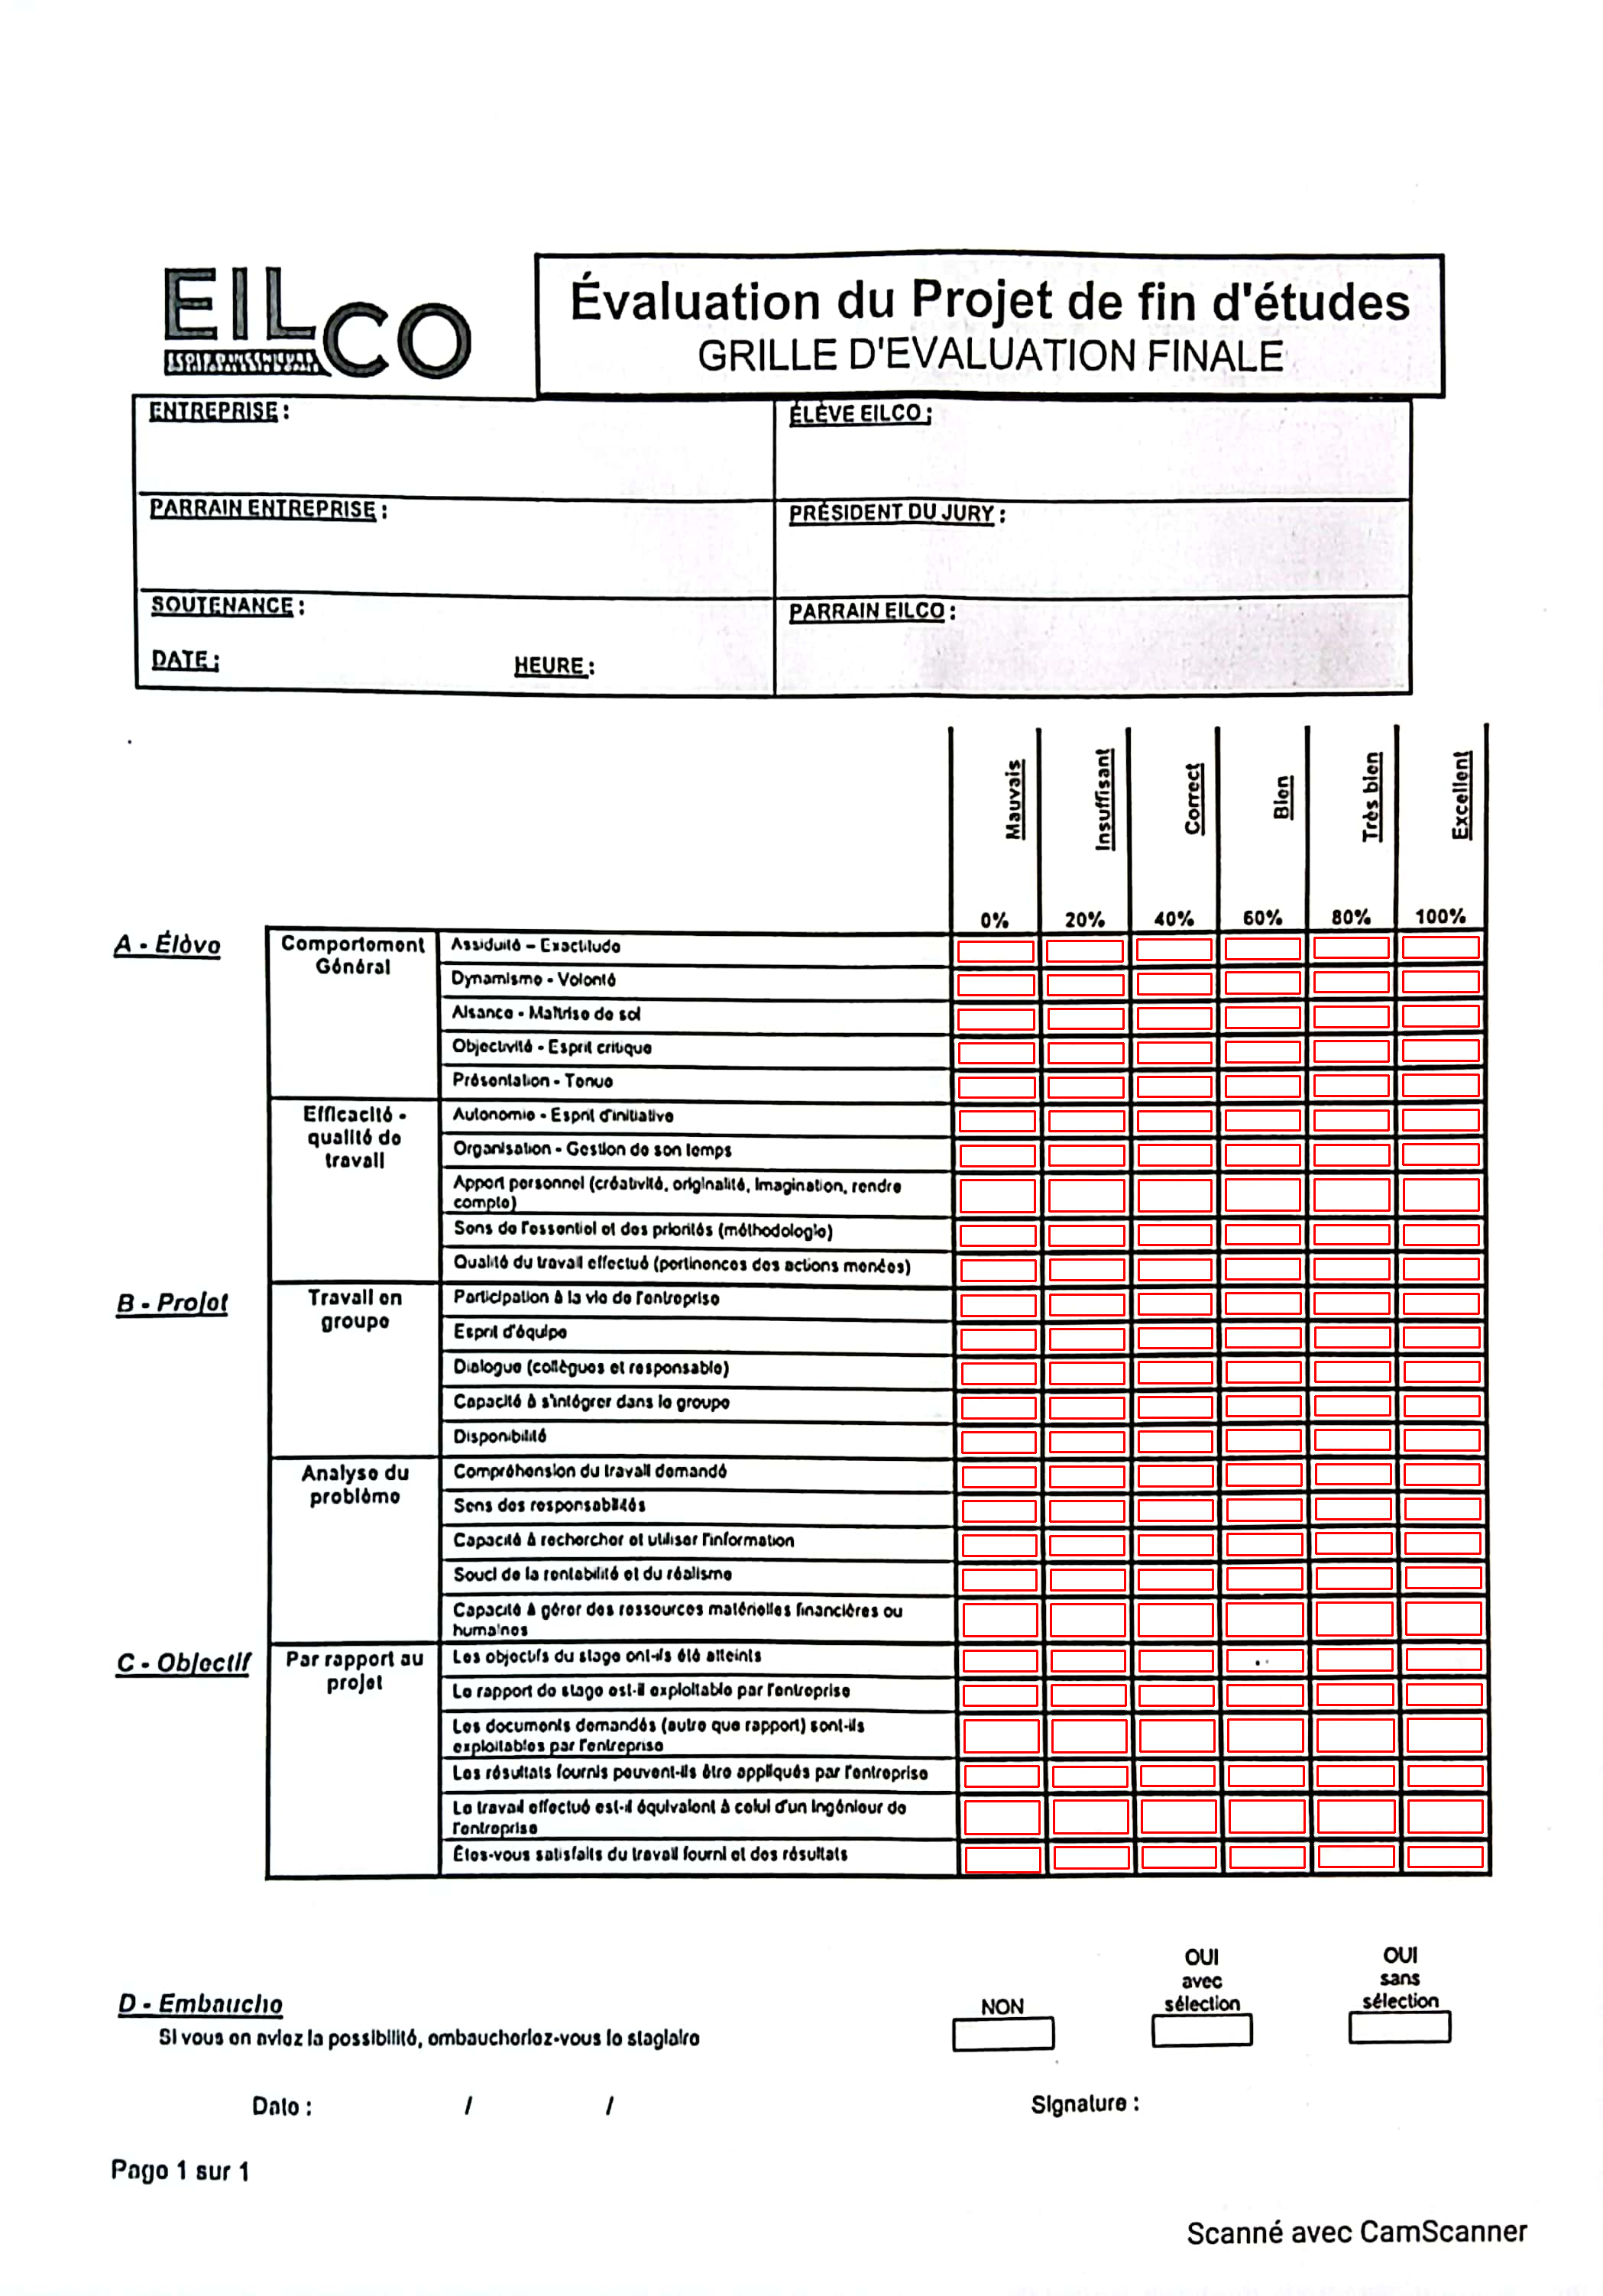 EILCO
Évaluation du Projet de fin d'études
GRILLE D'EVALUATION FINALE
ENTREPRISE :
ÉLÈVE EILCO :
PARRAIN ENTREPRISE :
PRÉSIDENT DU JURY :
SOUTENANCE :
PARRAIN EILCO :
DATE :
HEURE :
Mauvais
Insuffisant
Correct
Bien
Très bien
Excellent
0% 20% 40% 60% 80% 100%
A - Élève
Comportement Général
Assiduité – Exactitude
Dynamisme - Volonté
Aisance - Maîtrise de soi
Objectivité - Esprit critique
Présentation - Tenue
Efficacité - qualité de travail
Autonomie - Esprit d'initiative
Organisation - Gestion de son temps
Apport personnel (créativité, originalité, imagination, rendre
compte)
Sens de l'essentiel et des priorités (méthodologie)
Qualité du travail effectué (pertinences des actions menées)
B - Projet
Travail en groupe
Participation à la vie de l'entreprise
Esprit d'équipe
Dialogue (collègues et responsable)
Capacité à s'intégrer dans le groupe
Disponibilité
Analyse du problème
Compréhension du travail demandé
Sens des responsabilités
Capacité à rechercher et utiliser l'information
Souci de la rentabilité et du réalisme
Capacité à gérer des ressources matérielles financières ou
humaines
C - Objectif
Par rapport au projet
Les objectifs du stage ont-ils été atteints
Le rapport de stage est-il exploitable par l'entreprise
Les documents demandés (autre que rapport) sont-ils
exploitables par l'entreprise
Les résultats fournis peuvent-ils être appliqués par l'entreprise
Le travail effectué est-il équivalent à celui d'un ingénieur de
l'entreprise
Êtes-vous satisfaits du travail fourni et des résultats
D - Embauche
NON
OUI
avec
sélection
OUI
sans
sélection
Si vous en aviez la possibilité, embaucheriez-vous le stagiaire
Date : / /
Signature :
Page 1 sur 1
Scanné avec CamScanner